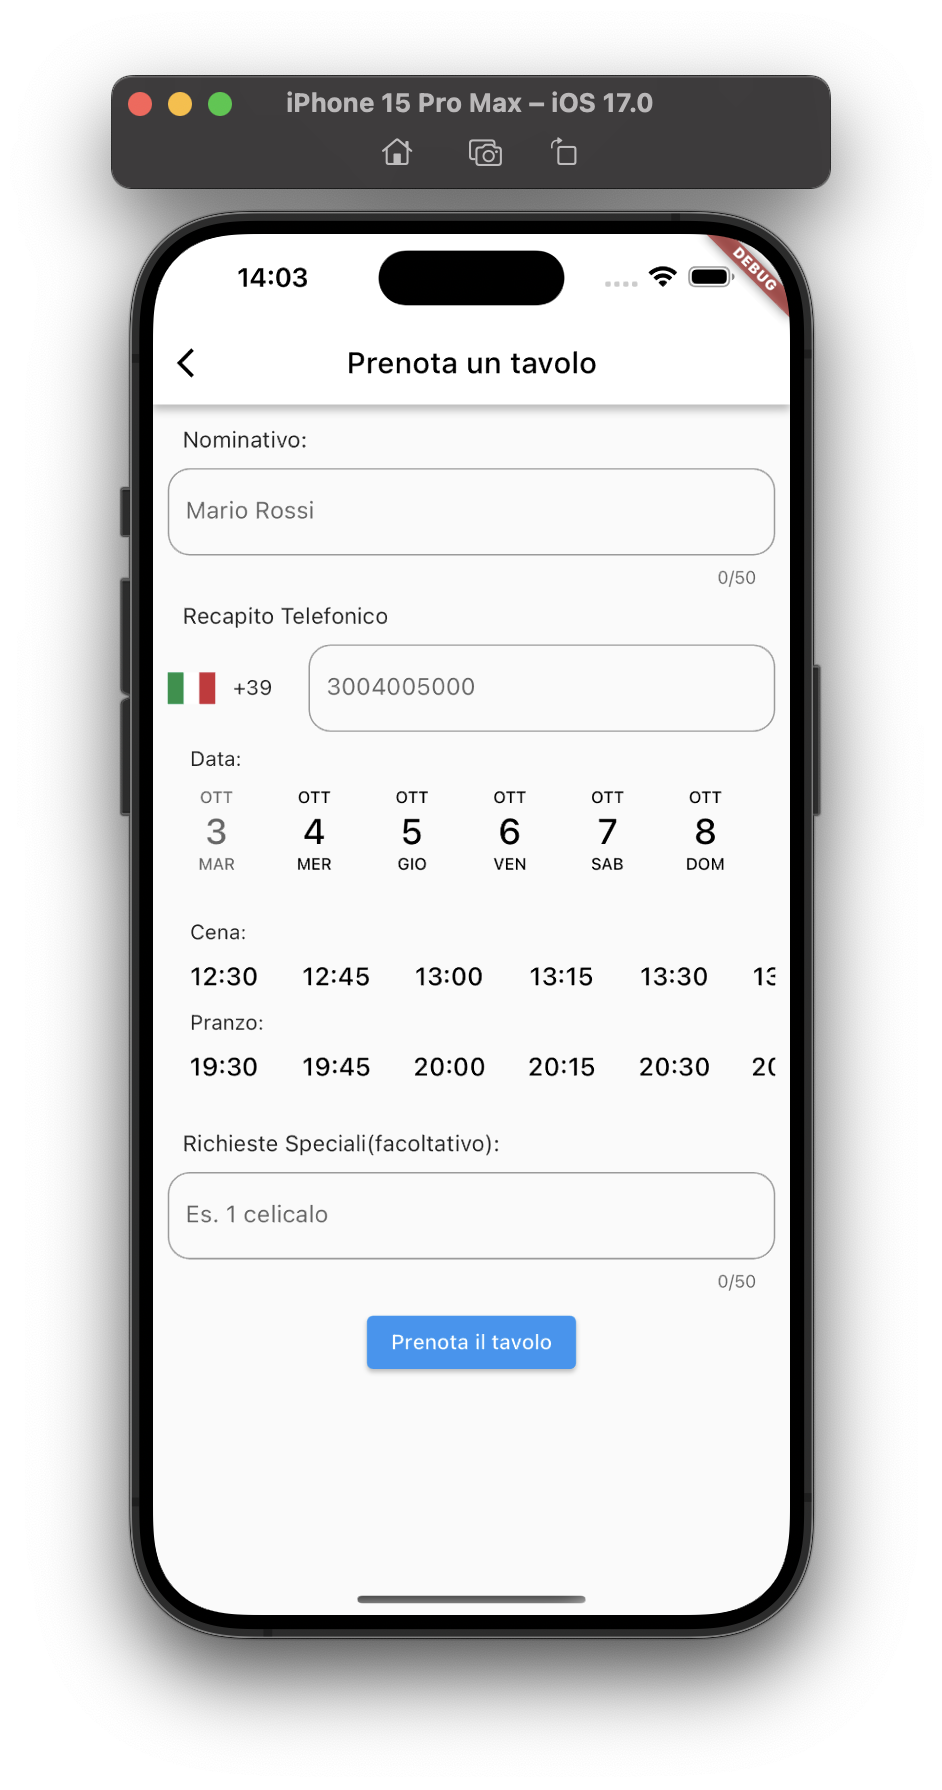 iPhone 15 Pro Max – iOS 17.0
14:03
DEBUG
Prenota un tavolo
Nominativo:
Mario Rossi
0/50
Recapito Telefonico
+39 3004005000
Data:
OTT OTT OTT OTT OTT OTT
3 4 5 6 7 8
MAR MER GIO VEN SAB DOM
Cena:
12:30 12:45 13:00 13:15 13:30 13
Pranzo:
19:30 19:45 20:00 20:15 20:30 20
Richieste Speciali(facoltativo):
Es. 1 celicalo
0/50
Prenota il tavolo